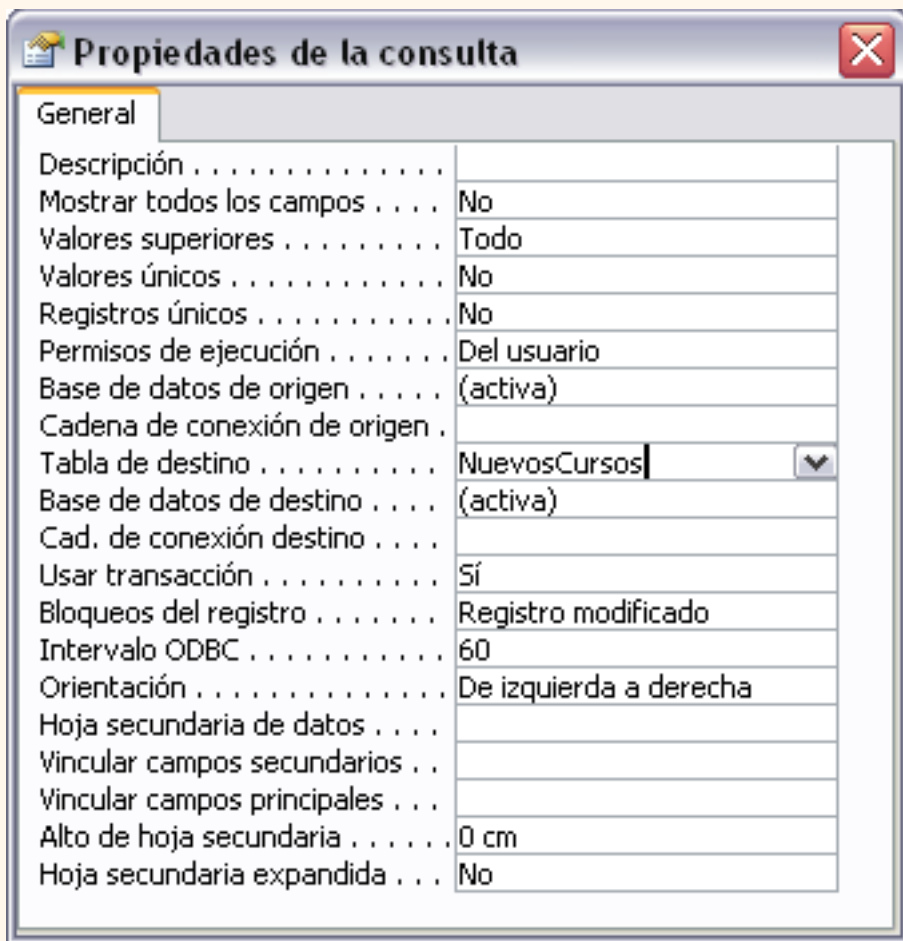 Propiedades de la consulta
General
Descripción . . . . . . . . . . . . . .
Mostrar todos los campos . . . . No
Valores superiores . . . . . . . . . Todo
Valores únicos . . . . . . . . . . . . No
Registros únicos . . . . . . . . . . . No
Permisos de ejecución . . . . . . . Del usuario
Base de datos de origen . . . . . (activa)
Cadena de conexión de origen .
Tabla de destino . . . . . . . . . . NuevosCursos
Base de datos de destino . . . . (activa)
Cad. de conexión destino . . . .
Usar transacción . . . . . . . . . . Sí
Bloqueos del registro . . . . . . . Registro modificado
Intervalo ODBC . . . . . . . . . . . 60
Orientación . . . . . . . . . . . . . . De izquierda a derecha
Hoja secundaria de datos . . . .
Vincular campos secundarios . .
Vincular campos principales . . .
Alto de hoja secundaria . . . . . . 0 cm
Hoja secundaria expandida . . . No